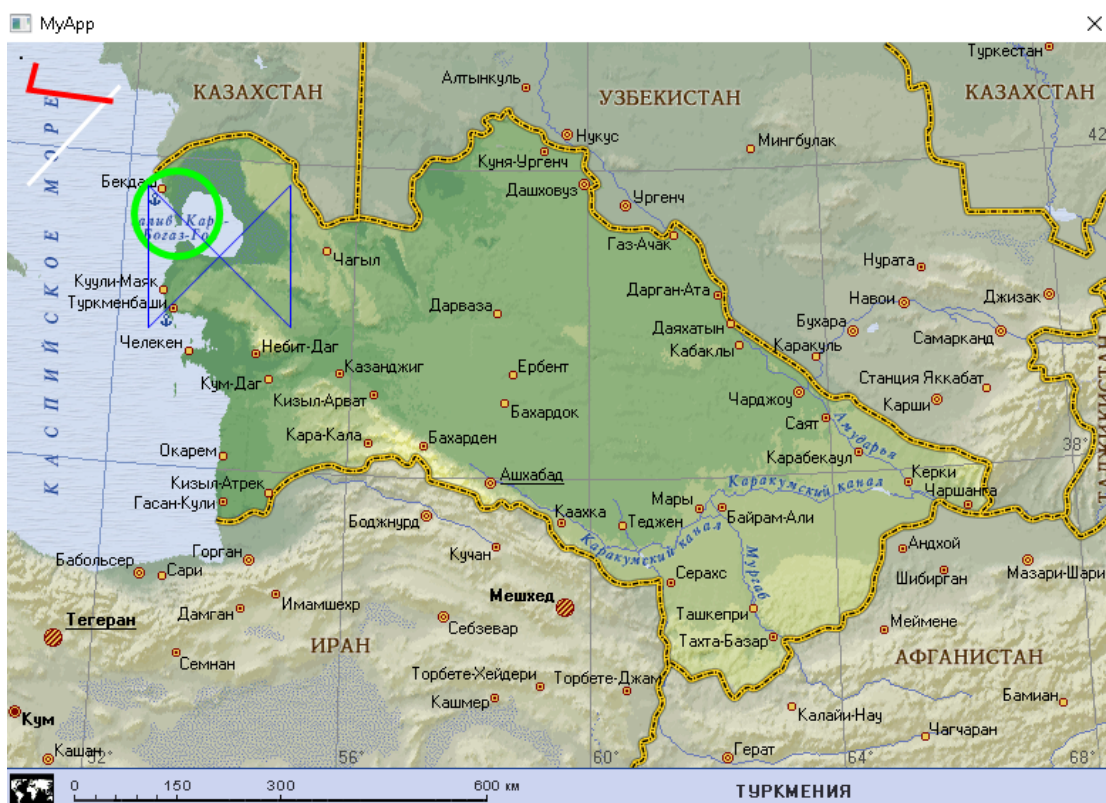 MyApp
Туркестан
Алтынкуль
КАЗАХСТАН
УЗБЕКИСТАН
КАЗАХСТАН
КАСПИЙСКОЕ МОРЕ
Нукус
42
Мингбулак
Куня-Ургенч
Дашховуз
Ургенч
Газ-Ачак
Чагыл
Нурата
Куули-Маяк
Туркменбаши
Дарган-Ата
Навои
Джизак
Дарваза
Даяхатын
Бухара
Челекен
Небит-Даг
Кабаклы
Каракуль
Самарканд
ТАДЖИКИСТАН
Казанджиг
Ербент
Кум-Даг
Станция Яккабат
Кизыл-Арват
Бахардок
Чарджоу
Карши
Саят
Амударья
Кара-Кала
Бахарден
38°
Окарем
Карабекаул
Ашхабад
Керки
Кизыл-Атрек
Каракумский канал
Чаршанга
Гасан-Кули
Мары
Байрам-Али
Боджнурд
Каахка
Теджен
Каракумский канал
Горган
Кучан
Андхой
Бабольсер
Сари
Мургаб
Серахс
Шибирган
Мазари-Шари
Мешхед
Дамган
Имамшехр
Ташкепри
Тегеран
Себзевар
Меймене
Тахта-Базар
ИРАН
АФГАНИСТАН
Семнан
Торбете-Хейдери
Торбете-Джам
Кашмер
Бамиан
Кум
Калайи-Нау
Чагчаран
Кашан
52°
56°
60°
Герат
64°
68°
0 150 300 600 км
ТУРКМЕНИЯ